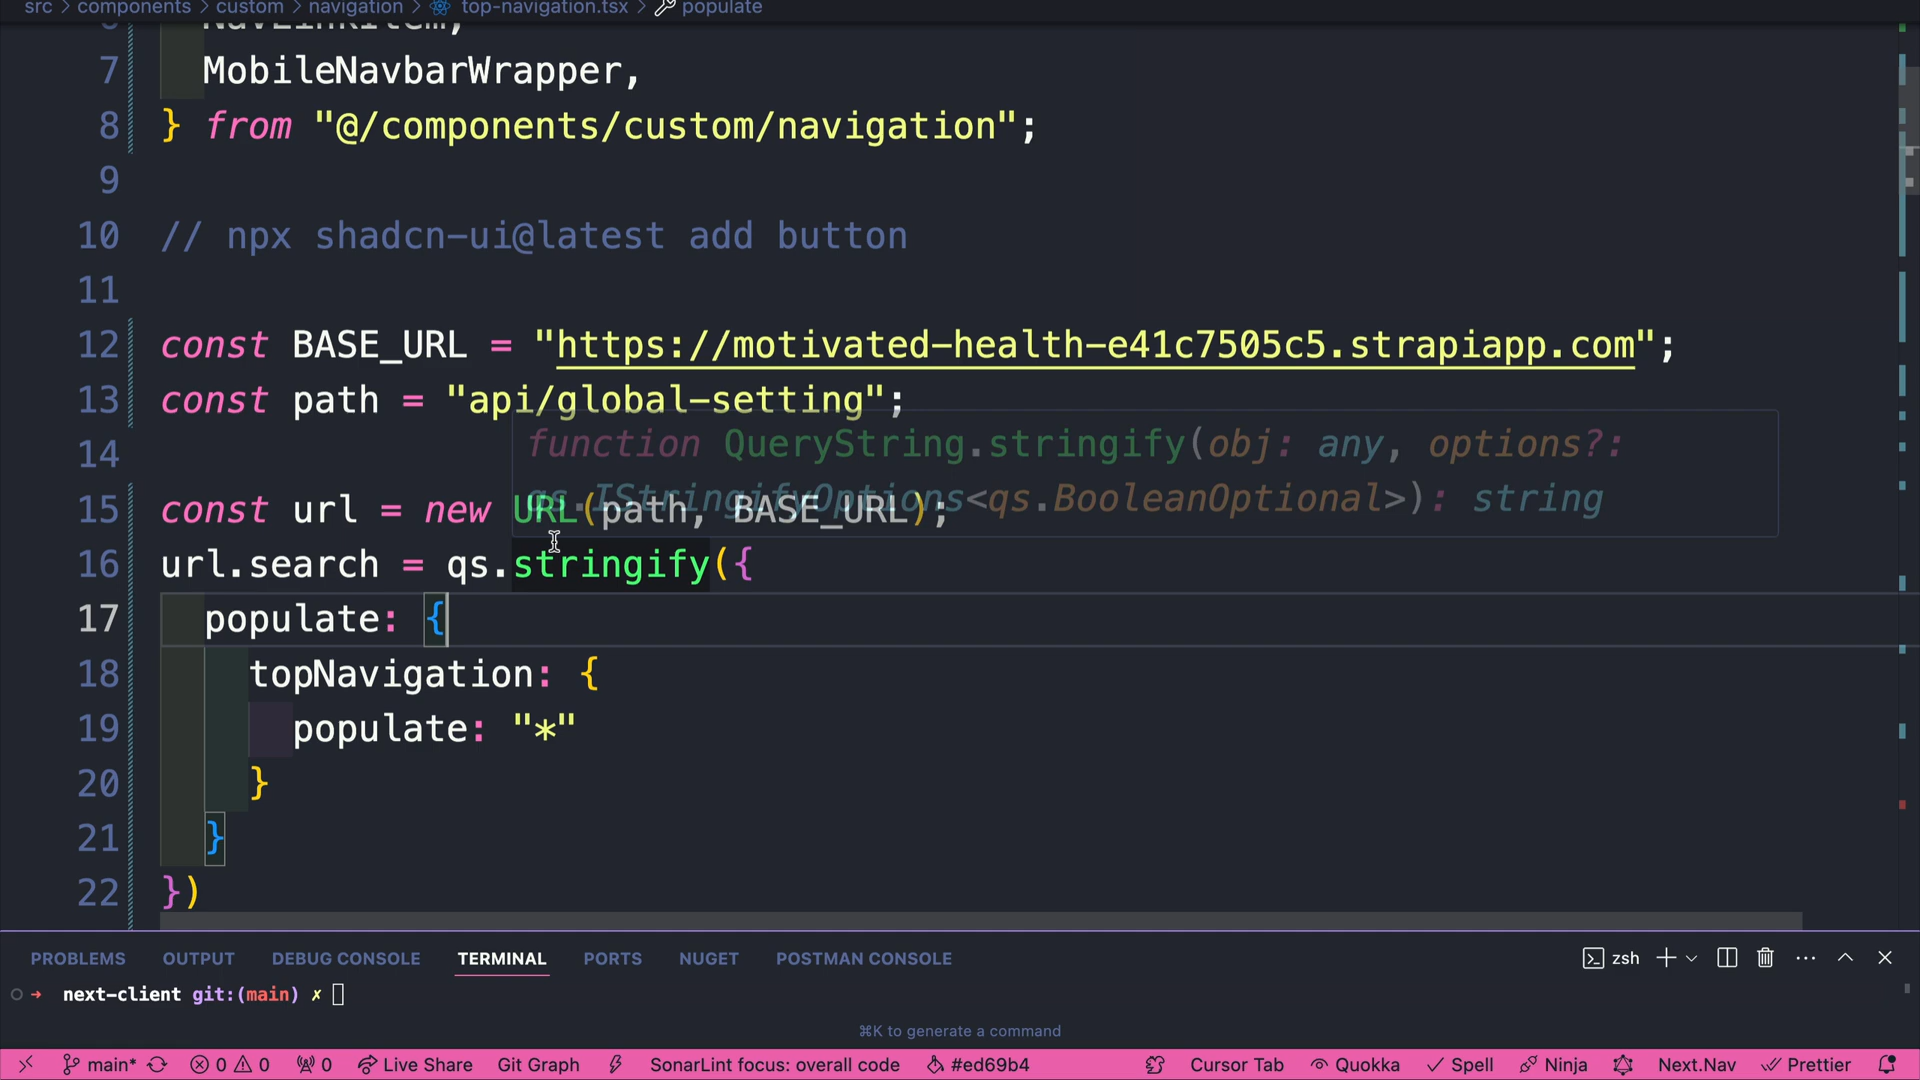 src > components > custom > navigation > top-navigation.tsx > populate
6 NavLinkItem,
7 MobileNavbarWrapper,
8 } from "@/components/custom/navigation";
9
10 // npx shadcn-ui@latest add button
11
12 const BASE_URL = "https://motivated-health-e41c7505c5.strapiapp.com";
13 const path = "api/global-setting";
function QueryString.stringify(obj: any, options?:
14
qs.IStringifyOptions<qs.BooleanOptional>): string
15 const url = new URL(path, BASE_URL);
16 url.search = qs.stringify({
17 populate: {
18 topNavigation: {
19 populate: "*"
20 }
21 }
22 })
PROBLEMS OUTPUT DEBUG CONSOLE TERMINAL PORTS NUGET POSTMAN CONSOLE zsh
next-client git:(main) ✗
⌘K to generate a command
main* 0 0 0 Live Share Git Graph SonarLint focus: overall code #ed69b4 Cursor Tab Quokka Spell Ninja Next.Nav Prettier